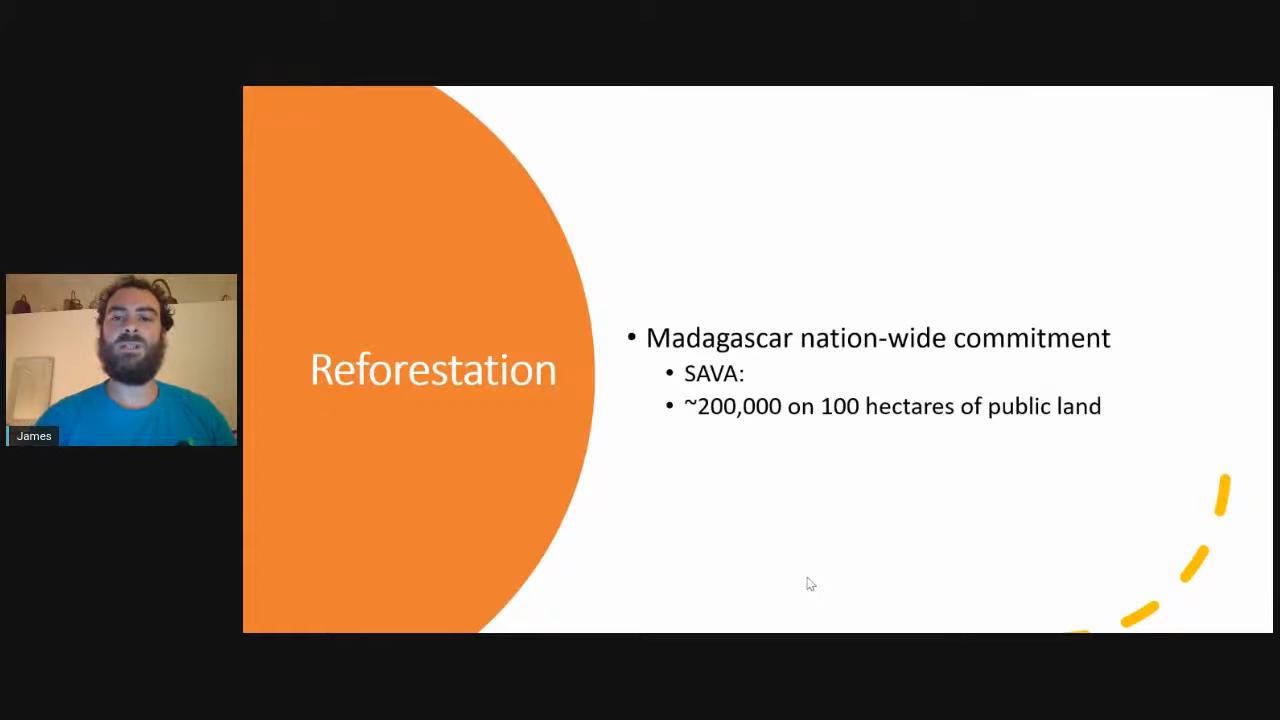 James
Reforestation
• Madagascar nation-wide commitment
• SAVA:
• ~200,000 on 100 hectares of public land